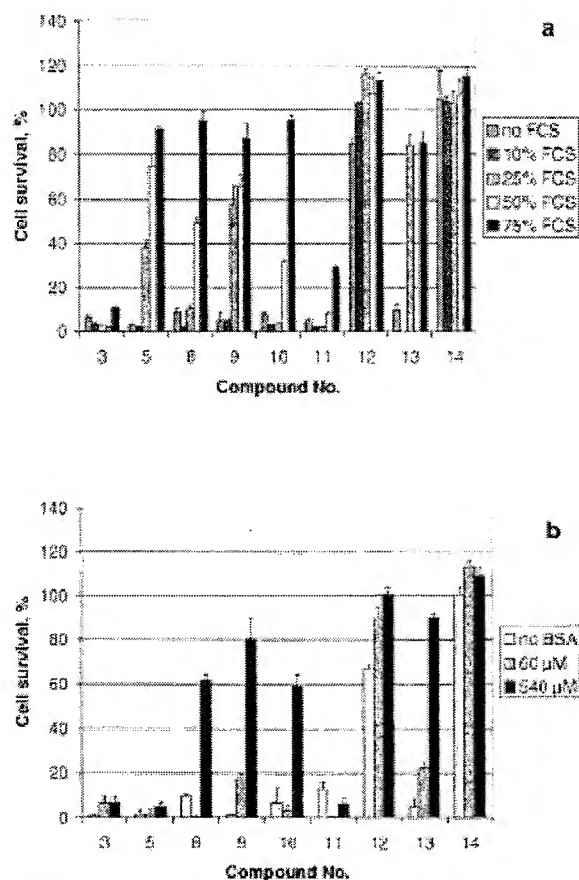 a
140
120
100
80
60
40
20
0
Cell survival, %
3 5 8 9 10 11 12 13 14
Compound No.
no FCS
10% FCS
25% FCS
50% FCS
75% FCS
b
140
120
100
80
60
40
20
0
Cell survival, %
3 5 8 9 10 11 12 13 14
Compound No.
no BSA
60 µM
540 µM